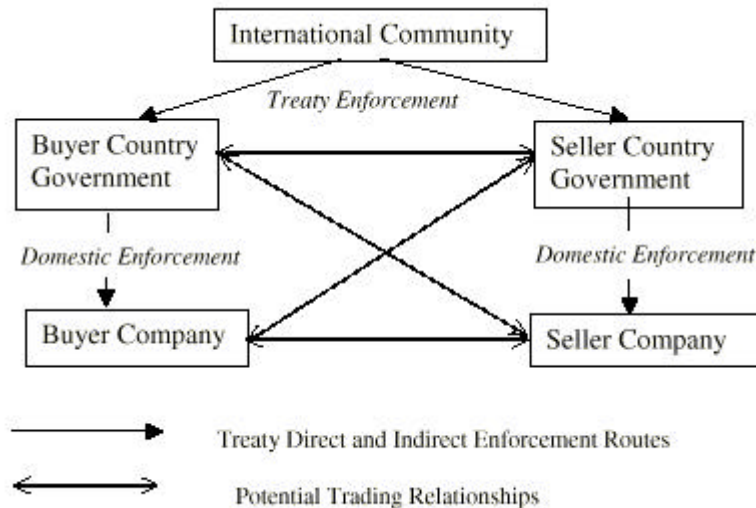 International Community
Treaty Enforcement
Buyer Country
Government
Seller Country
Government
Domestic Enforcement
Domestic Enforcement
Buyer Company
Seller Company
Treaty Direct and Indirect Enforcement Routes
Potential Trading Relationships